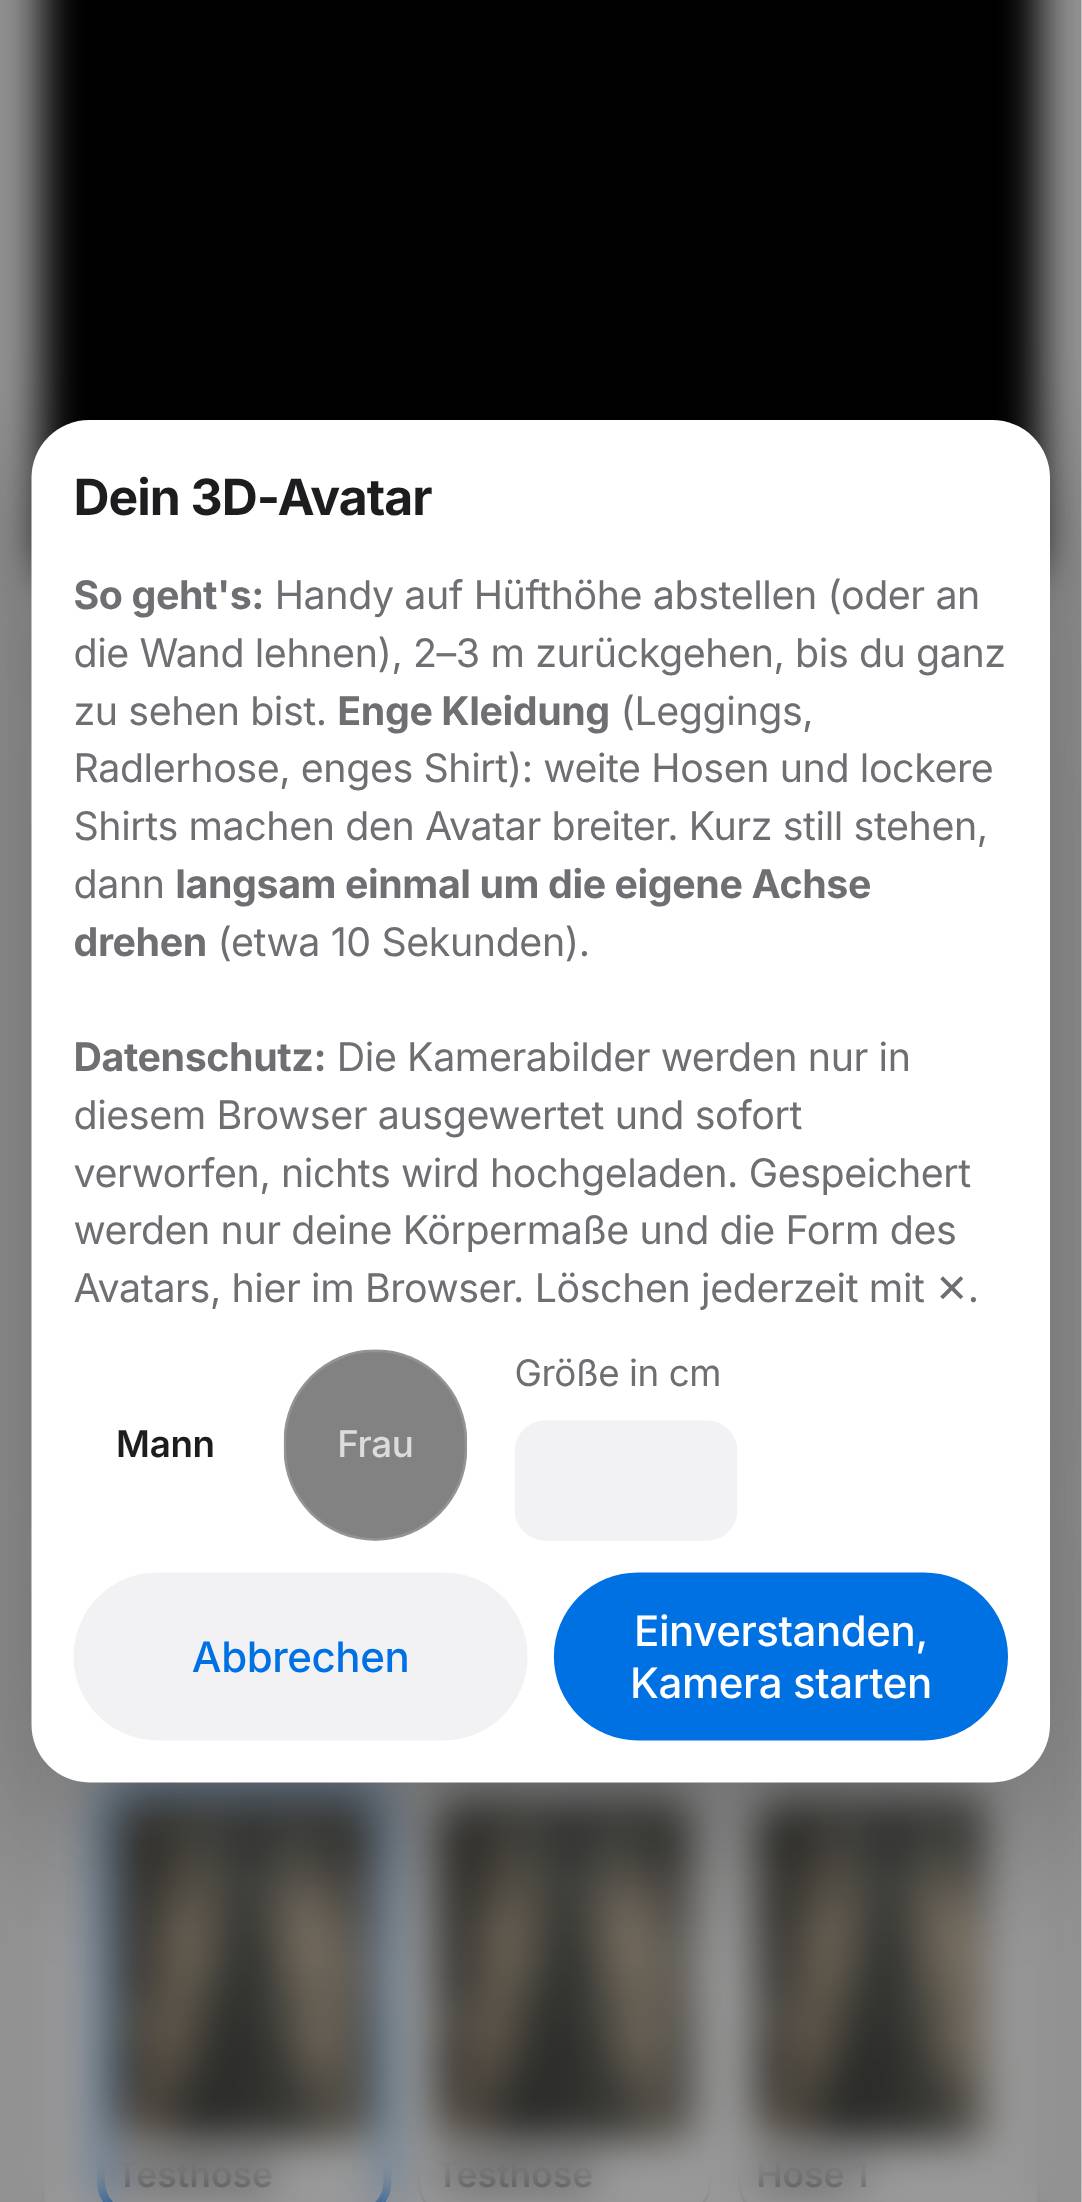 Dein 3D-Avatar
So geht's: Handy auf Hüfthöhe abstellen (oder an
die Wand lehnen), 2–3 m zurückgehen, bis du ganz
zu sehen bist. Enge Kleidung (Leggings,
Radlerhose, enges Shirt): weite Hosen und lockere
Shirts machen den Avatar breiter. Kurz still stehen,
dann langsam einmal um die eigene Achse
drehen (etwa 10 Sekunden).
Datenschutz: Die Kamerabilder werden nur in
diesem Browser ausgewertet und sofort
verworfen, nichts wird hochgeladen. Gespeichert
werden nur deine Körpermaße und die Form des
Avatars, hier im Browser. Löschen jederzeit mit ✕.
Größe in cm
Mann Frau
Abbrechen
Einverstanden,
Kamera starten
Testhose Testhose Hose